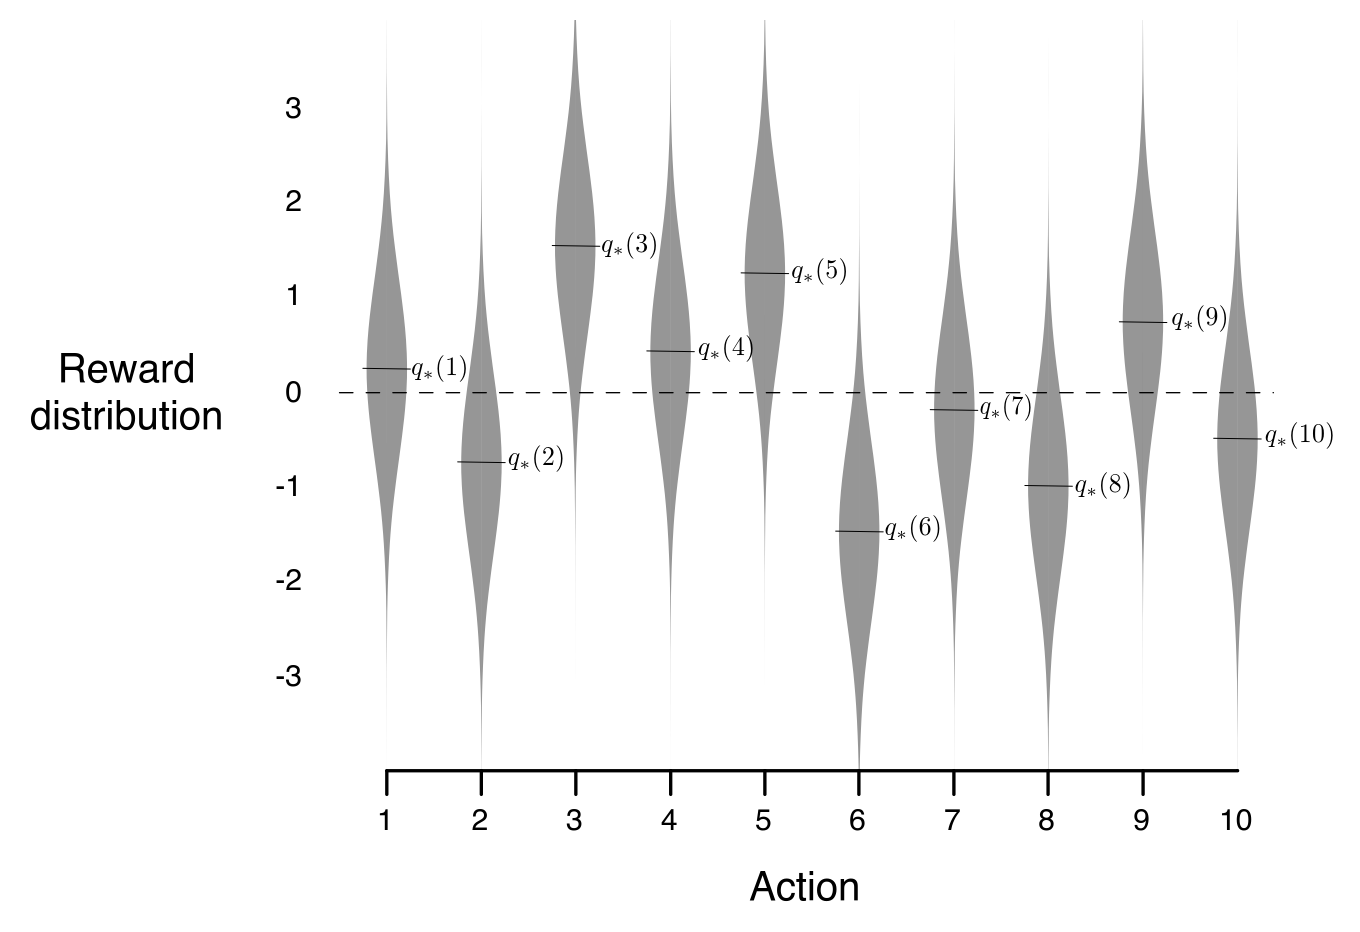 3
2
1
0
-1
-2
-3
Reward
distribution
q∗(1)
q∗(2)
q∗(3)
q∗(4)
q∗(5)
q∗(6)
q∗(7)
q∗(8)
q∗(9)
q∗(10)
1 2 3 4 5 6 7 8 9 10
Action